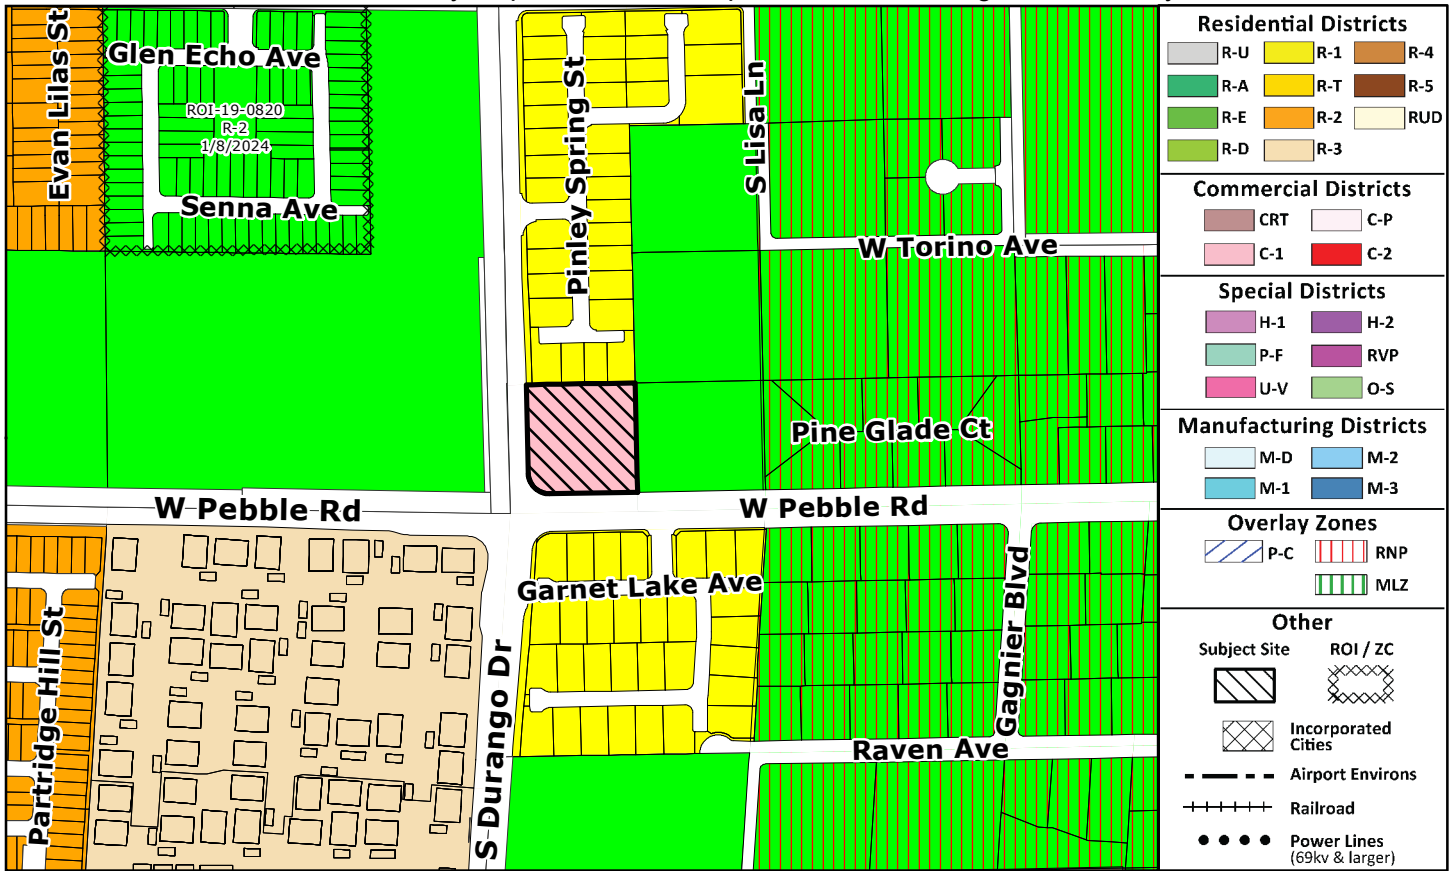 Evan Lilas St
Glen Echo Ave
ROI-19-0820
R-2
1/8/2024
Senna Ave
Pinley Spring St
S Lisa Ln
W Torino Ave
Pine Glade Ct
W Pebble Rd
W Pebble Rd
Garnet Lake Ave
Gagnier Blvd
Partridge Hill St
S Durango Dr
Raven Ave
Residential Districts
R-U
R-1
R-4
R-A
R-T
R-5
R-E
R-2
RUD
R-D
R-3
Commercial Districts
CRT
C-P
C-1
C-2
Special Districts
H-1
H-2
P-F
RVP
U-V
O-S
Manufacturing Districts
M-D
M-2
M-1
M-3
Overlay Zones
P-C
RNP
MLZ
Other
Subject Site
ROI / ZC
Incorporated
Cities
Airport Environs
Railroad
Power Lines
(69kv & larger)